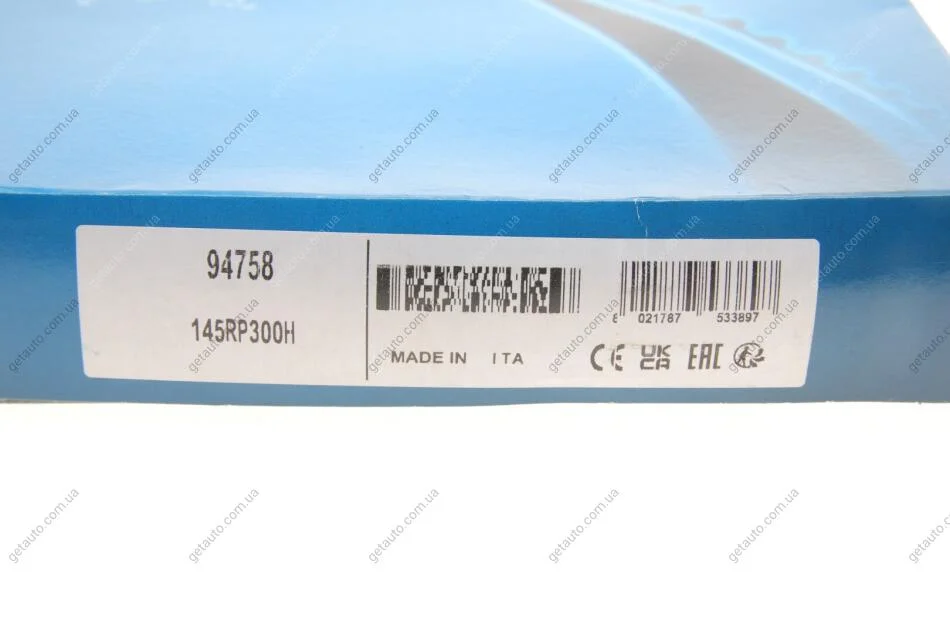 94758
145RP300H
8 021787 533897
MADE IN ITA
CE UK CA EAC
getauto.com.ua